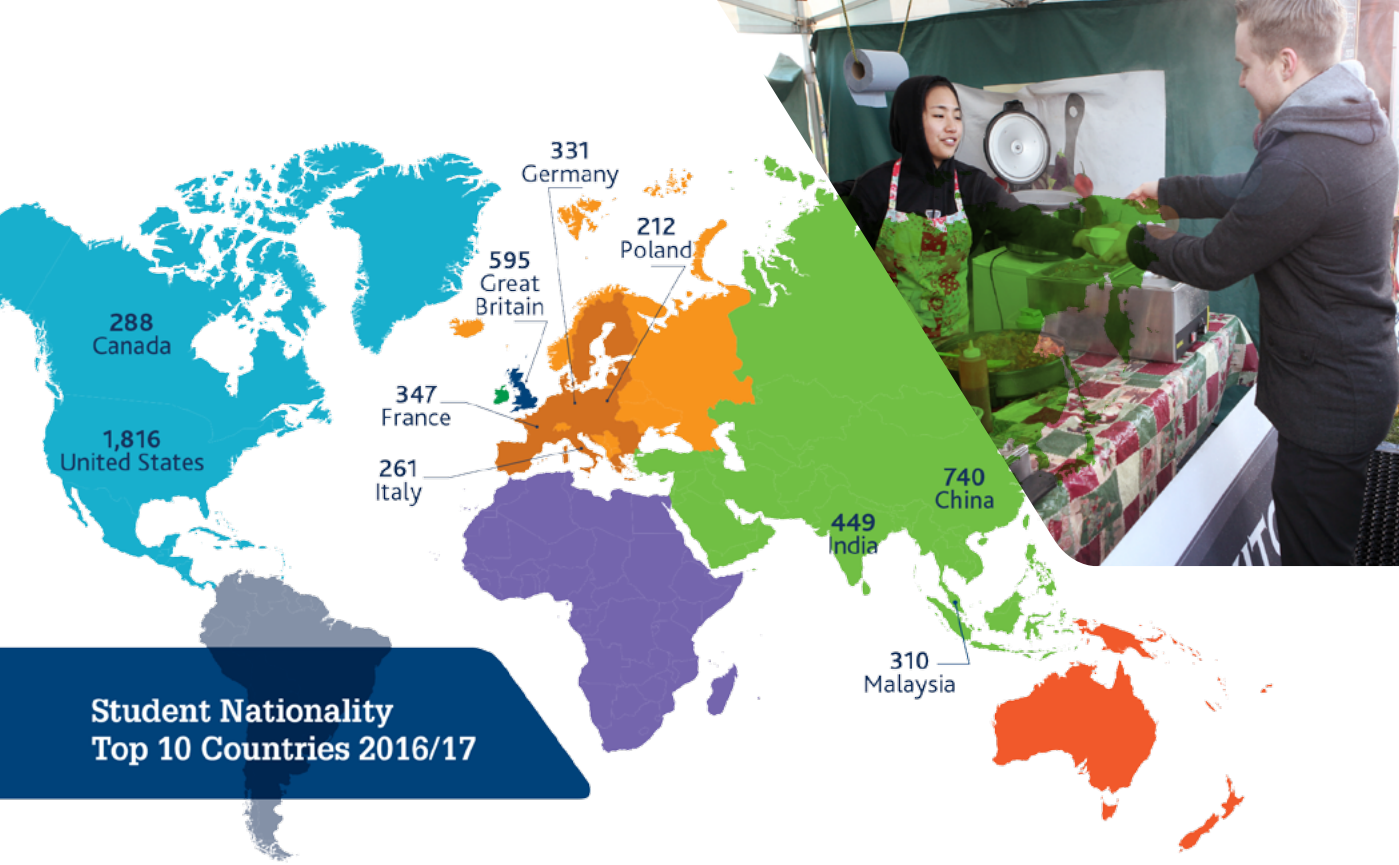 331
Germany
212
Poland
595
Great
Britain
288
Canada
347
France
1,816
United States
261
Italy
740
China
449
India
310
Malaysia
Student Nationality
Top 10 Countries 2016/17